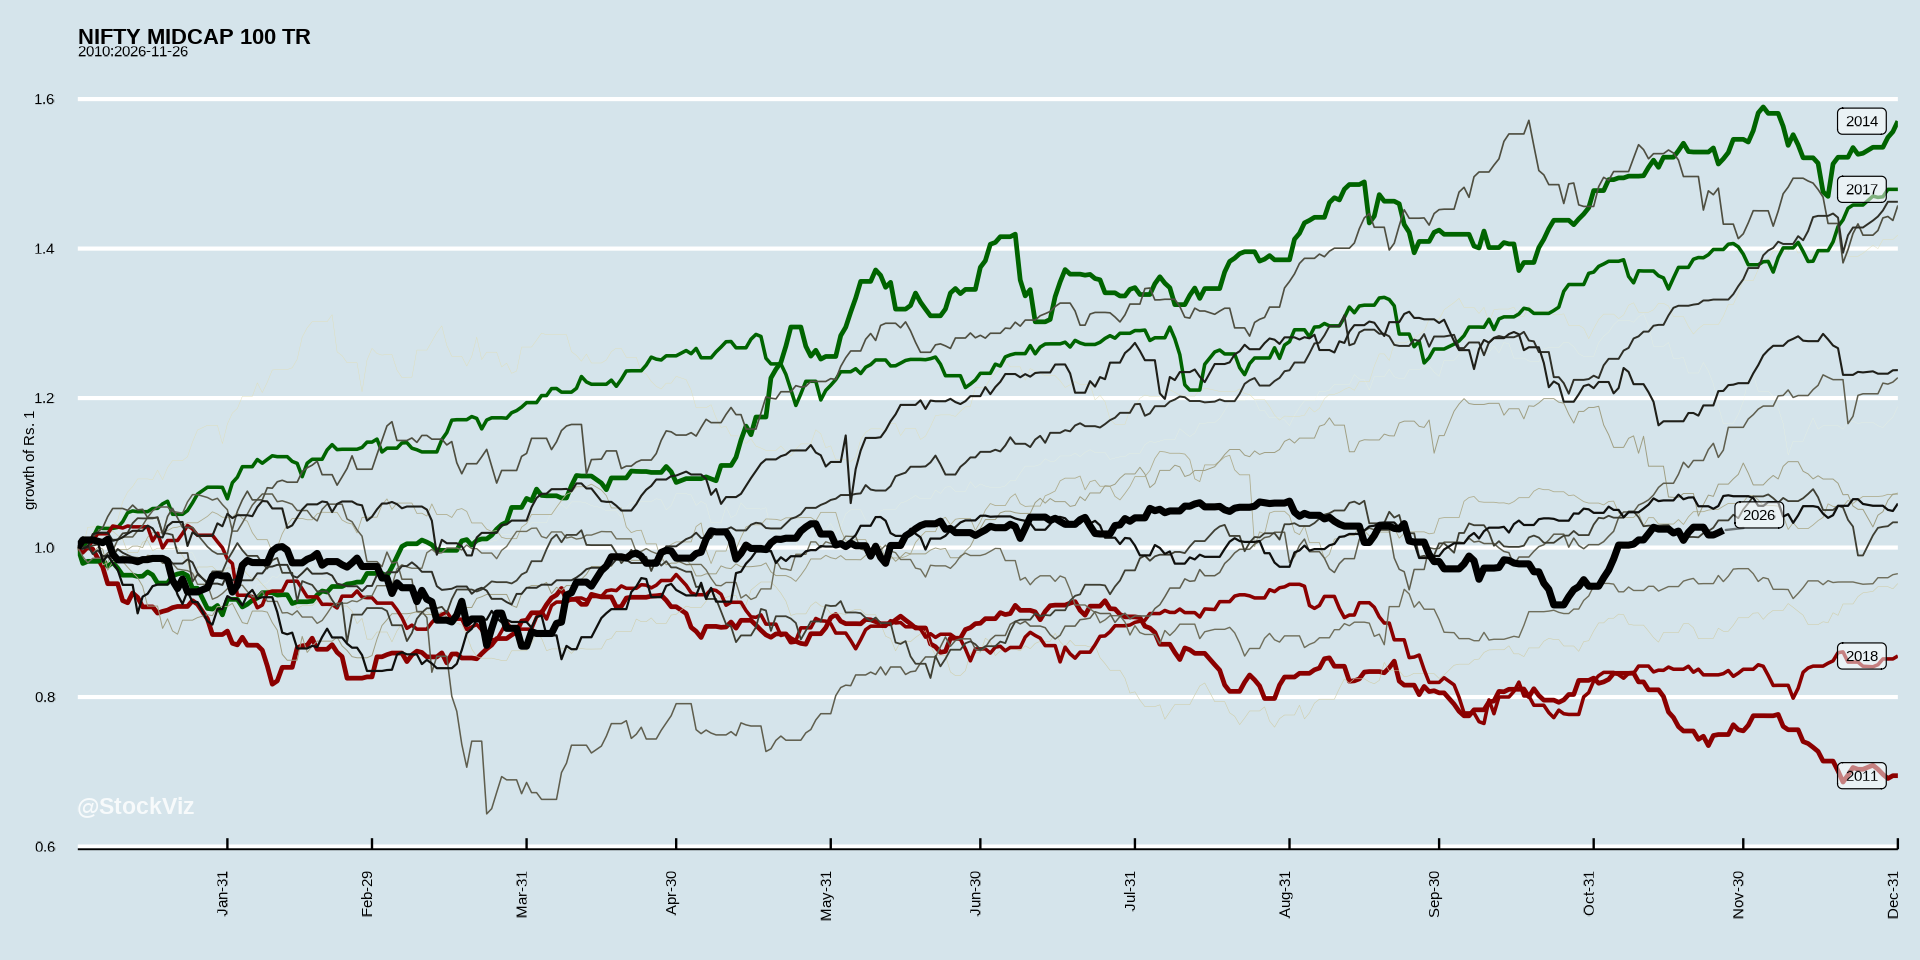 NIFTY MIDCAP 100 TR
2010:2026-11-26
growth of Rs. 1
1.6
1.4
1.2
1.0
0.8
0.6
2014
2017
2026
2018
2011
@StockViz
Jan-31
Feb-29
Mar-31
Apr-30
May-31
Jun-30
Jul-31
Aug-31
Sep-30
Oct-31
Nov-30
Dec-31